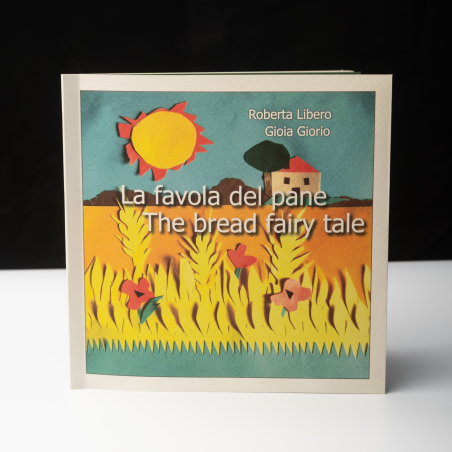 Roberta Libero
Gioia Giorio
La favola del pane
The bread fairy tale